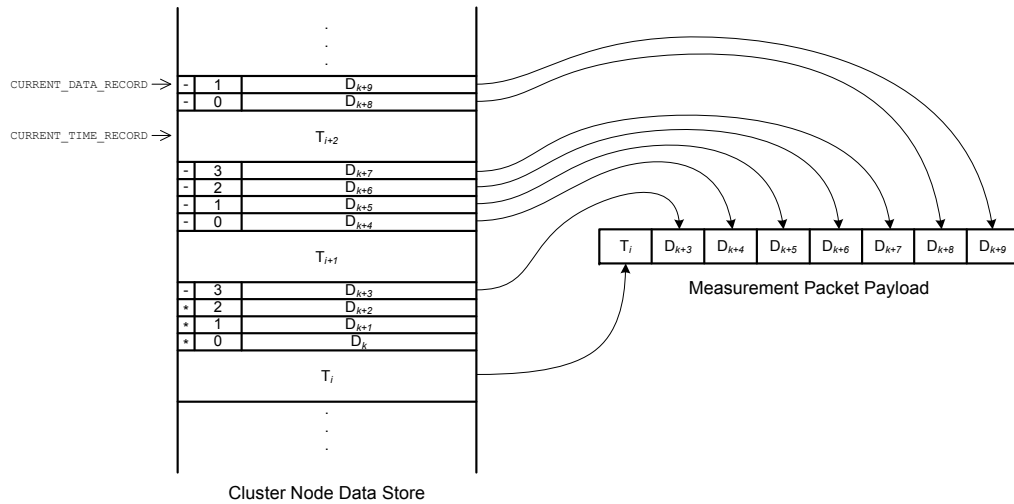 .
.
.
CURRENT_DATA_RECORD - 1 Dk+9
- 0 Dk+8
CURRENT_TIME_RECORD Ti+2
- 3 Dk+7
- 2 Dk+6
- 1 Dk+5
- 0 Dk+4
Ti+1
- 3 Dk+3
* 2 Dk+2
* 1 Dk+1
* 0 Dk
Ti
.
.
.
Cluster Node Data Store
Ti Dk+3 Dk+4 Dk+5 Dk+6 Dk+7 Dk+8 Dk+9
Measurement Packet Payload